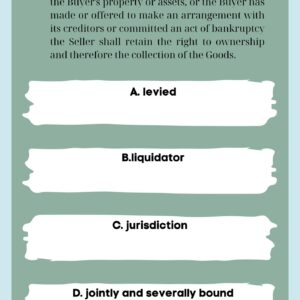 the Buyer's property or assets, or the Buyer has
made or offered to make an arrangement with
its creditors or committed an act of bankruptcy
the Seller shall retain the right to ownership
and therefore the collection of the Goods.
A. levied
B.liquidator
C. jurisdiction
D. jointly and severally bound